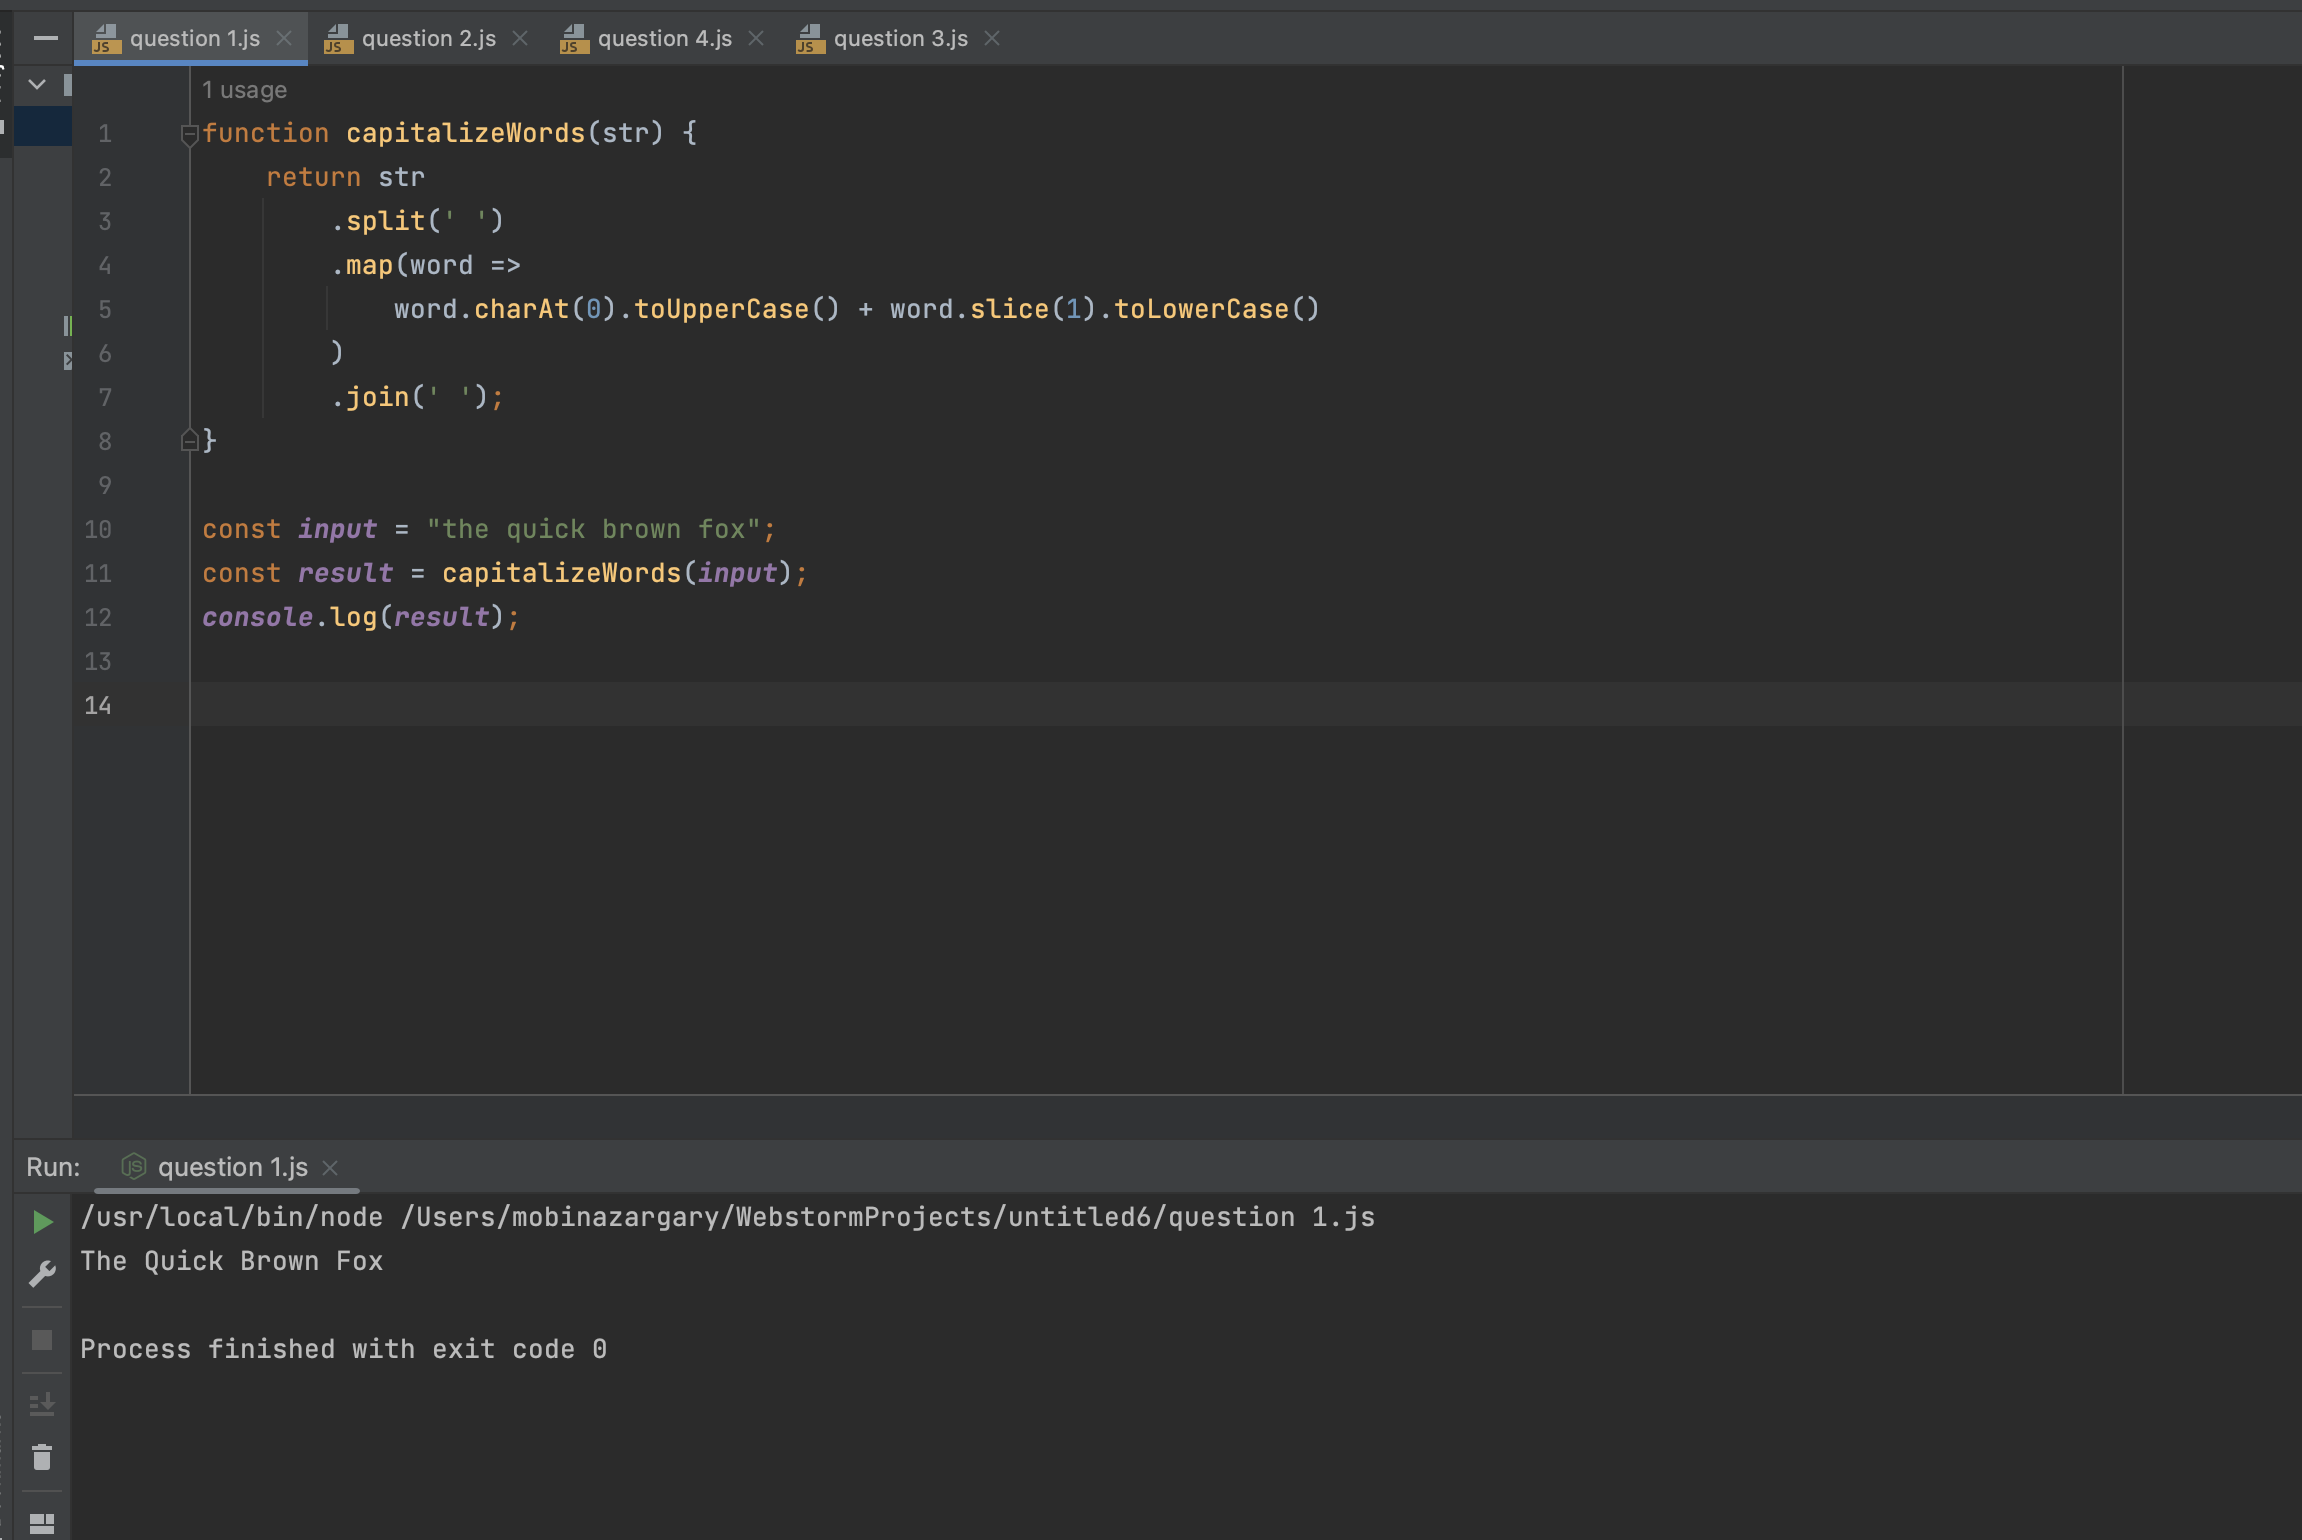 question 1.js
question 2.js
question 4.js
question 3.js
1 usage
1 function capitalizeWords(str) {
2     return str
3         .split(' ')
4         .map(word =>
5             word.charAt(0).toUpperCase() + word.slice(1).toLowerCase()
6         )
7         .join(' ');
8 }
9
10 const input = "the quick brown fox";
11 const result = capitalizeWords(input);
12 console.log(result);
13
14
Run: question 1.js
/usr/local/bin/node /Users/mobinazargary/WebstormProjects/untitled6/question 1.js
The Quick Brown Fox
Process finished with exit code 0